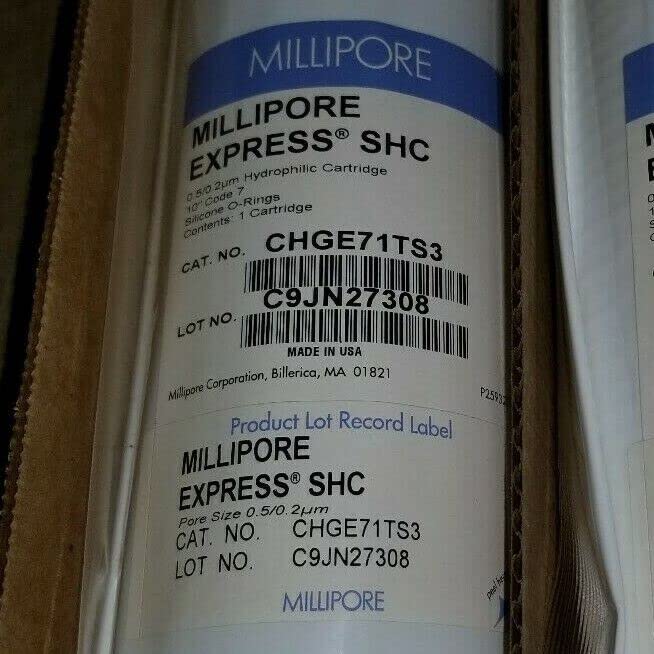 MILLIPORE
MILLIPORE
EXPRESS® SHC
0.5/0.2µm Hydrophilic Cartridge
10" Code 7
Silicone O-Rings
Contents: 1 Cartridge
CAT. NO. CHGE71TS3
LOT NO. C9JN27308
MADE IN USA
Millipore Corporation, Billerica, MA 01821
Product Lot Record Label
MILLIPORE
EXPRESS® SHC
Pore Size 0.5/0.2µm
CAT. NO. CHGE71TS3
LOT NO. C9JN27308
MILLIPORE
peel